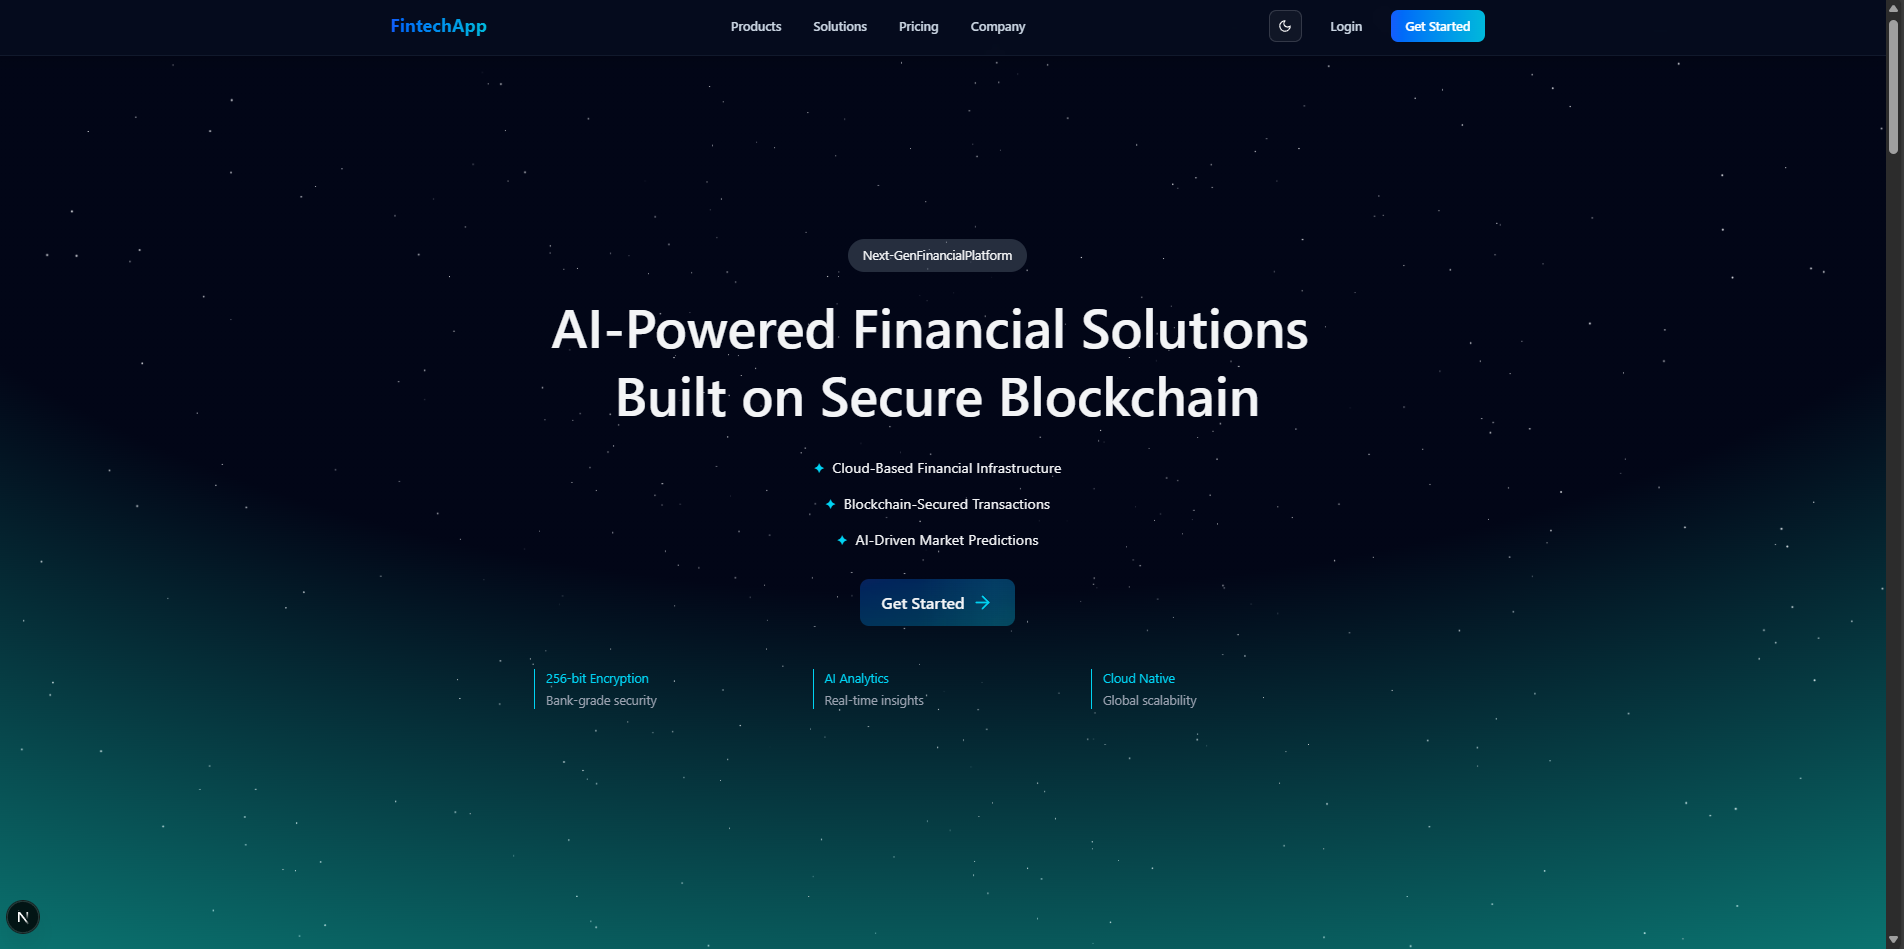 FintechApp
Products
Solutions
Pricing
Company
Login
Get Started
Next-GenFinancialPlatform
AI-Powered Financial Solutions
Built on Secure Blockchain
Cloud-Based Financial Infrastructure
Blockchain-Secured Transactions
AI-Driven Market Predictions
Get Started
256-bit Encryption
Bank-grade security
AI Analytics
Real-time insights
Cloud Native
Global scalability
N